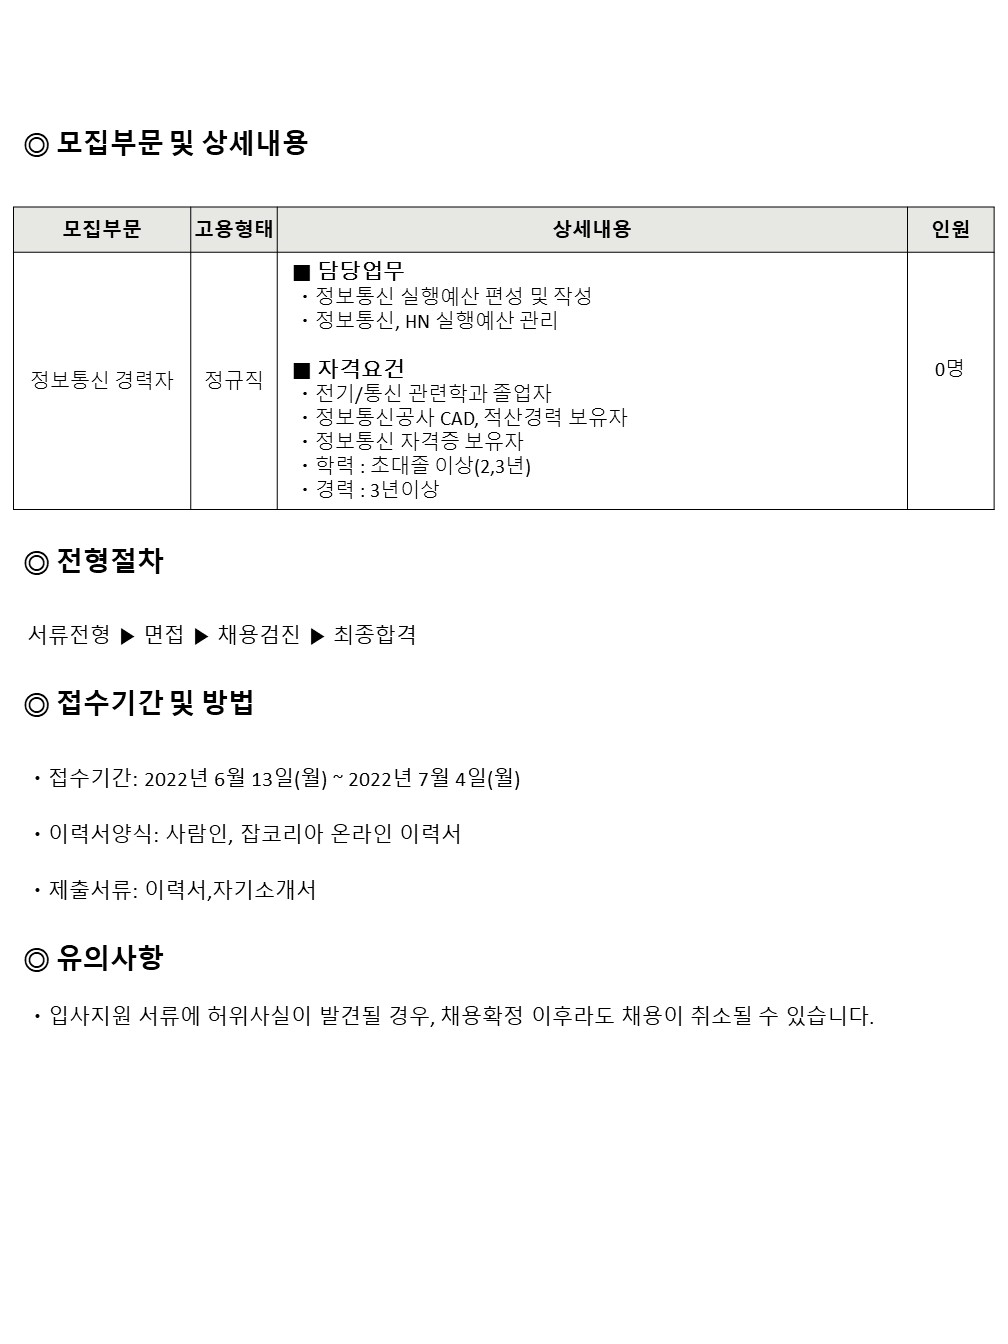 ◎ 모집부문 및 상세내용
모집부문 고용형태 상세내용 인원
■ 담당업무
・정보통신 실행예산 편성 및 작성
・정보통신, HN 실행예산 관리
■ 자격요건
정보통신 경력자 정규직 0명
・전기/통신 관련학과 졸업자
・정보통신공사 CAD, 적산경력 보유자
・정보통신 자격증 보유자
・학력 : 초대졸 이상(2,3년)
・경력 : 3년이상
◎ 전형절차
서류전형 ▶ 면접 ▶ 채용검진 ▶ 최종합격
◎ 접수기간 및 방법
・접수기간: 2022년 6월 13일(월) ~ 2022년 7월 4일(월)
・이력서양식: 사람인, 잡코리아 온라인 이력서
・제출서류: 이력서,자기소개서
◎ 유의사항
・입사지원 서류에 허위사실이 발견될 경우, 채용확정 이후라도 채용이 취소될 수 있습니다.